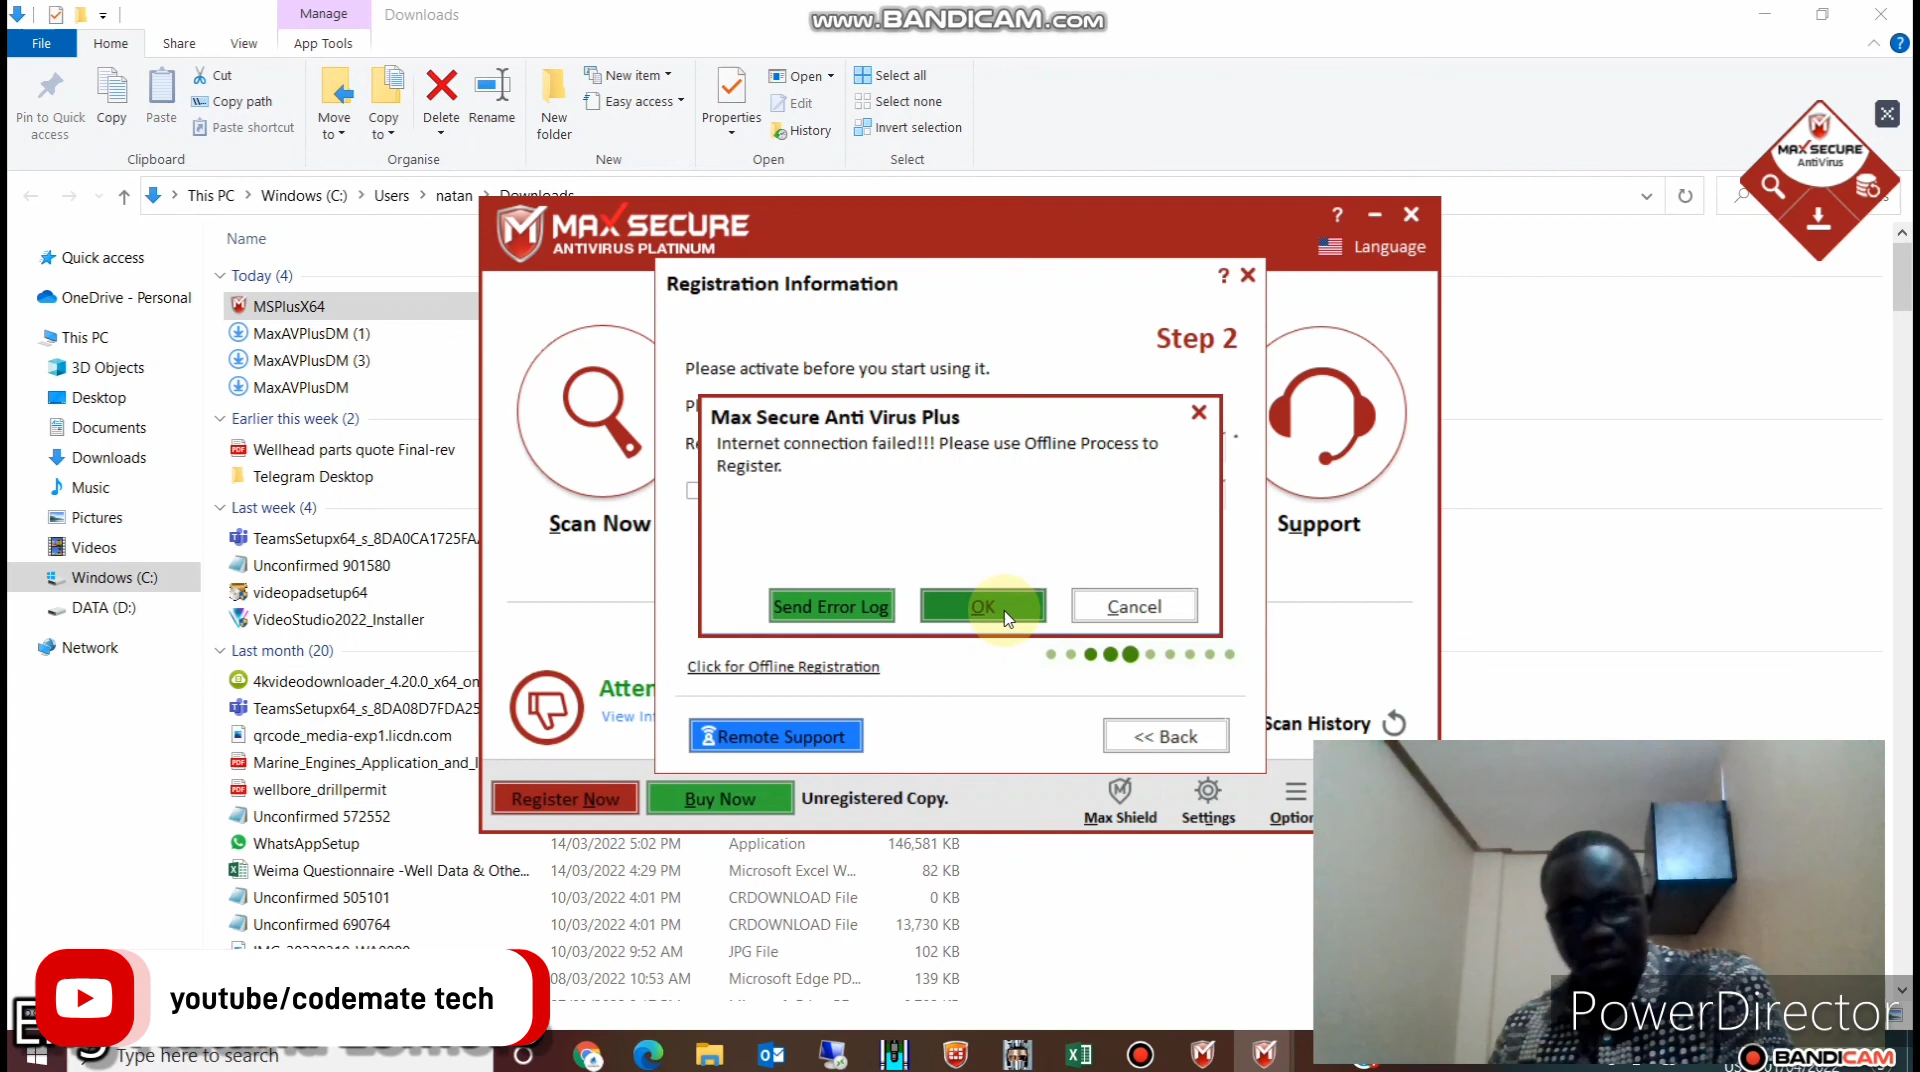 Manage
Downloads
www.BANDICAM.com
File
Home
Share
View
App Tools
Pin to Quick access
Copy
Paste
Cut
Copy path
Paste shortcut
Move to
Copy to
Delete
Rename
New folder
New item
Easy access
Properties
Open
Edit
History
Select all
Select none
Invert selection
Clipboard
Organise
New
Open
Select
MAX SECURE
AntiVirus
This PC > Windows (C:) > Users > natan > Downloads
Name
Quick access
OneDrive - Personal
This PC
3D Objects
Desktop
Documents
Downloads
Music
Pictures
Videos
Windows (C:)
DATA (D:)
Network
Today (4)
MSPlusX64
MaxAVPlusDM (1)
MaxAVPlusDM (3)
MaxAVPlusDM
Earlier this week (2)
Wellhead parts quote Final-rev
Telegram Desktop
Last week (4)
TeamsSetupx64_s_8DA0CA1725FA
Unconfirmed 901580
videopadsetup64
VideoStudio2022_Installer
Last month (20)
4kvideodownloader_4.20.0_x64_on
TeamsSetupx64_s_8DA08D7FDA25
qrcode_media-exp1.licdn.com
Marine_Engines_Application_and_I
wellbore_drillpermit
Unconfirmed 572552
WhatsAppSetup 14/03/2022 5:02 PM Application 146,581 KB
Weima Questionnaire -Well Data & Othe... 14/03/2022 4:29 PM Microsoft Excel W... 82 KB
Unconfirmed 505101 10/03/2022 4:01 PM CRDOWNLOAD File 0 KB
Unconfirmed 690764 10/03/2022 4:01 PM CRDOWNLOAD File 13,730 KB
10/03/2022 9:52 AM JPG File 102 KB
08/03/2022 10:53 AM Microsoft Edge PD... 139 KB
MAX SECURE
ANTIVIRUS PLATINUM
?
Language
Registration Information
?
Step 2
Please activate before you start using it.
Max Secure Anti Virus Plus
Internet connection failed!!! Please use Offline Process to
Register.
Send Error Log
OK
Cancel
Click for Offline Registration
Remote Support
<< Back
Scan Now
Support
Atten
View In
Scan History
Register Now
Buy Now
Unregistered Copy.
Max Shield
Settings
Option
youtube/codemate tech
Type here to search
PowerDirector
BANDICAM